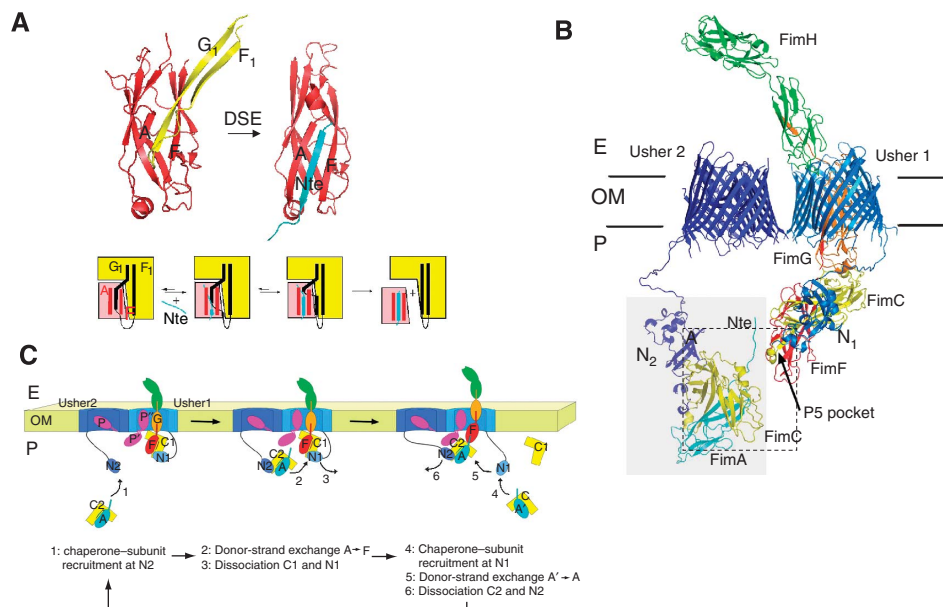 A
G1
F1
DSE
A
F
A
F
Nte
G1 F1
A
+
Nte
+
B
FimH
Usher 2
Usher 1
E
OM
P
FimG
FimC
Nte
A
N2
N1
FimF
P5 pocket
FimC
FimA
C
E
Usher2
Usher1
OM
P
P
P"
G
P'
F
C1
N2
N1
1
C2
A
C2
N2
A
F
C1
N1
2
3
F
C2
N2
A
N1
C1
6
5
4
C
A'
1: chaperone–subunit
recruitment at N2
2: Donor-strand exchange A→F
3: Dissociation C1 and N1
4: Chaperone–subunit
recruitment at N1
5: Donor-strand exchange A′→A
6: Dissociation C2 and N2